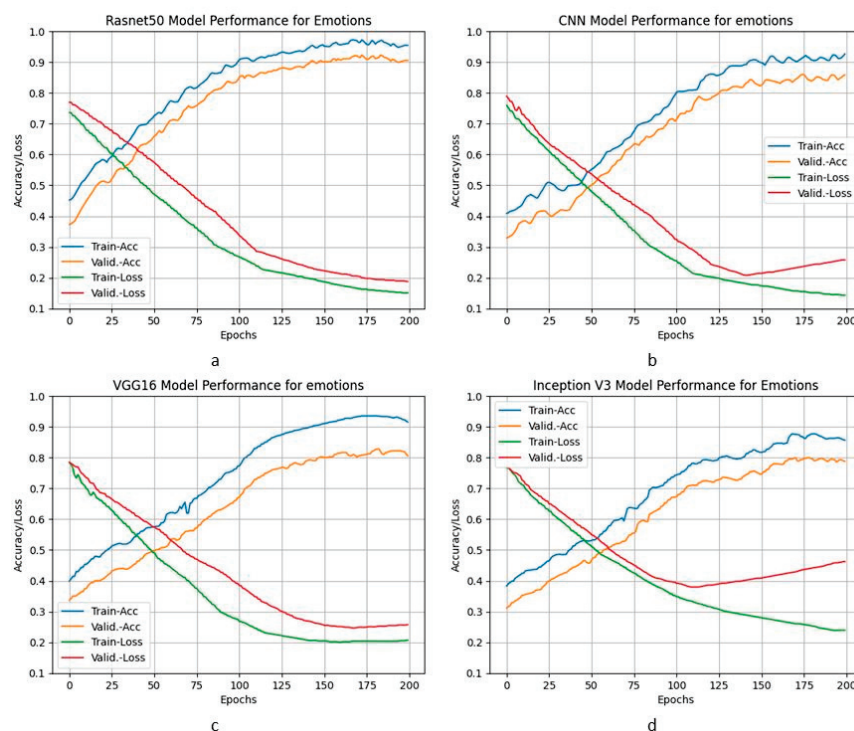 Rasnet50 Model Performance for Emotions
Accuracy/Loss
1.0
0.9
0.8
0.7
0.6
0.5
0.4
0.3
0.2
0.1
Train-Acc
Valid.-Acc
Train-Loss
Valid.-Loss
0 25 50 75 100 125 150 175 200
Epochs
a
CNN Model Performance for emotions
Accuracy/Loss
1.0
0.9
0.8
0.7
0.6
0.5
0.4
0.3
0.2
0.1
Train-Acc
Valid.-Acc
Train-Loss
Valid.-Loss
0 25 50 75 100 125 150 175 200
Epochs
b
VGG16 Model Performance for emotions
Accuracy/Loss
1.0
0.9
0.8
0.7
0.6
0.5
0.4
0.3
0.2
0.1
Train-Acc
Valid.-Acc
Train-Loss
Valid.-Loss
0 25 50 75 100 125 150 175 200
Epochs
c
Inception V3 Model Performance for Emotions
Accuracy/Loss
1.0
0.9
0.8
0.7
0.6
0.5
0.4
0.3
0.2
0.1
Train-Acc
Valid.-Acc
Train-Loss
Valid.-Loss
0 25 50 75 100 125 150 175 200
Epochs
d